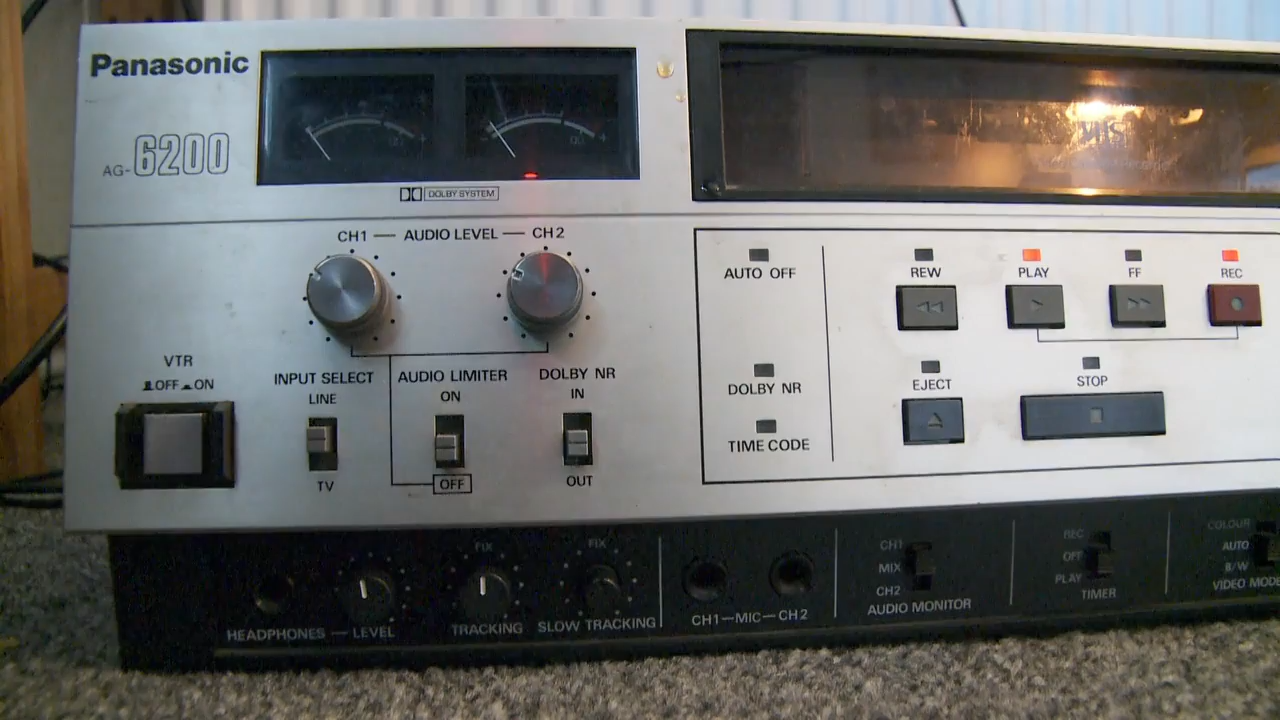 Panasonic
AG-6200
DOLBY SYSTEM
VHS
CH1 — AUDIO LEVEL — CH2
AUTO OFF
REW
PLAY
FF
REC
VTR
OFF ON
INPUT SELECT
LINE
TV
AUDIO LIMITER
ON
OFF
DOLBY NR
IN
OUT
DOLBY NR
TIME CODE
EJECT
STOP
HEADPHONES — LEVEL
FIX
TRACKING
FIX
SLOW TRACKING
CH1—MIC—CH2
CH1
MIX
CH2
AUDIO MONITOR
REC
OFF
PLAY
TIMER
COLOUR
AUTO
B/W
VIDEO MODE